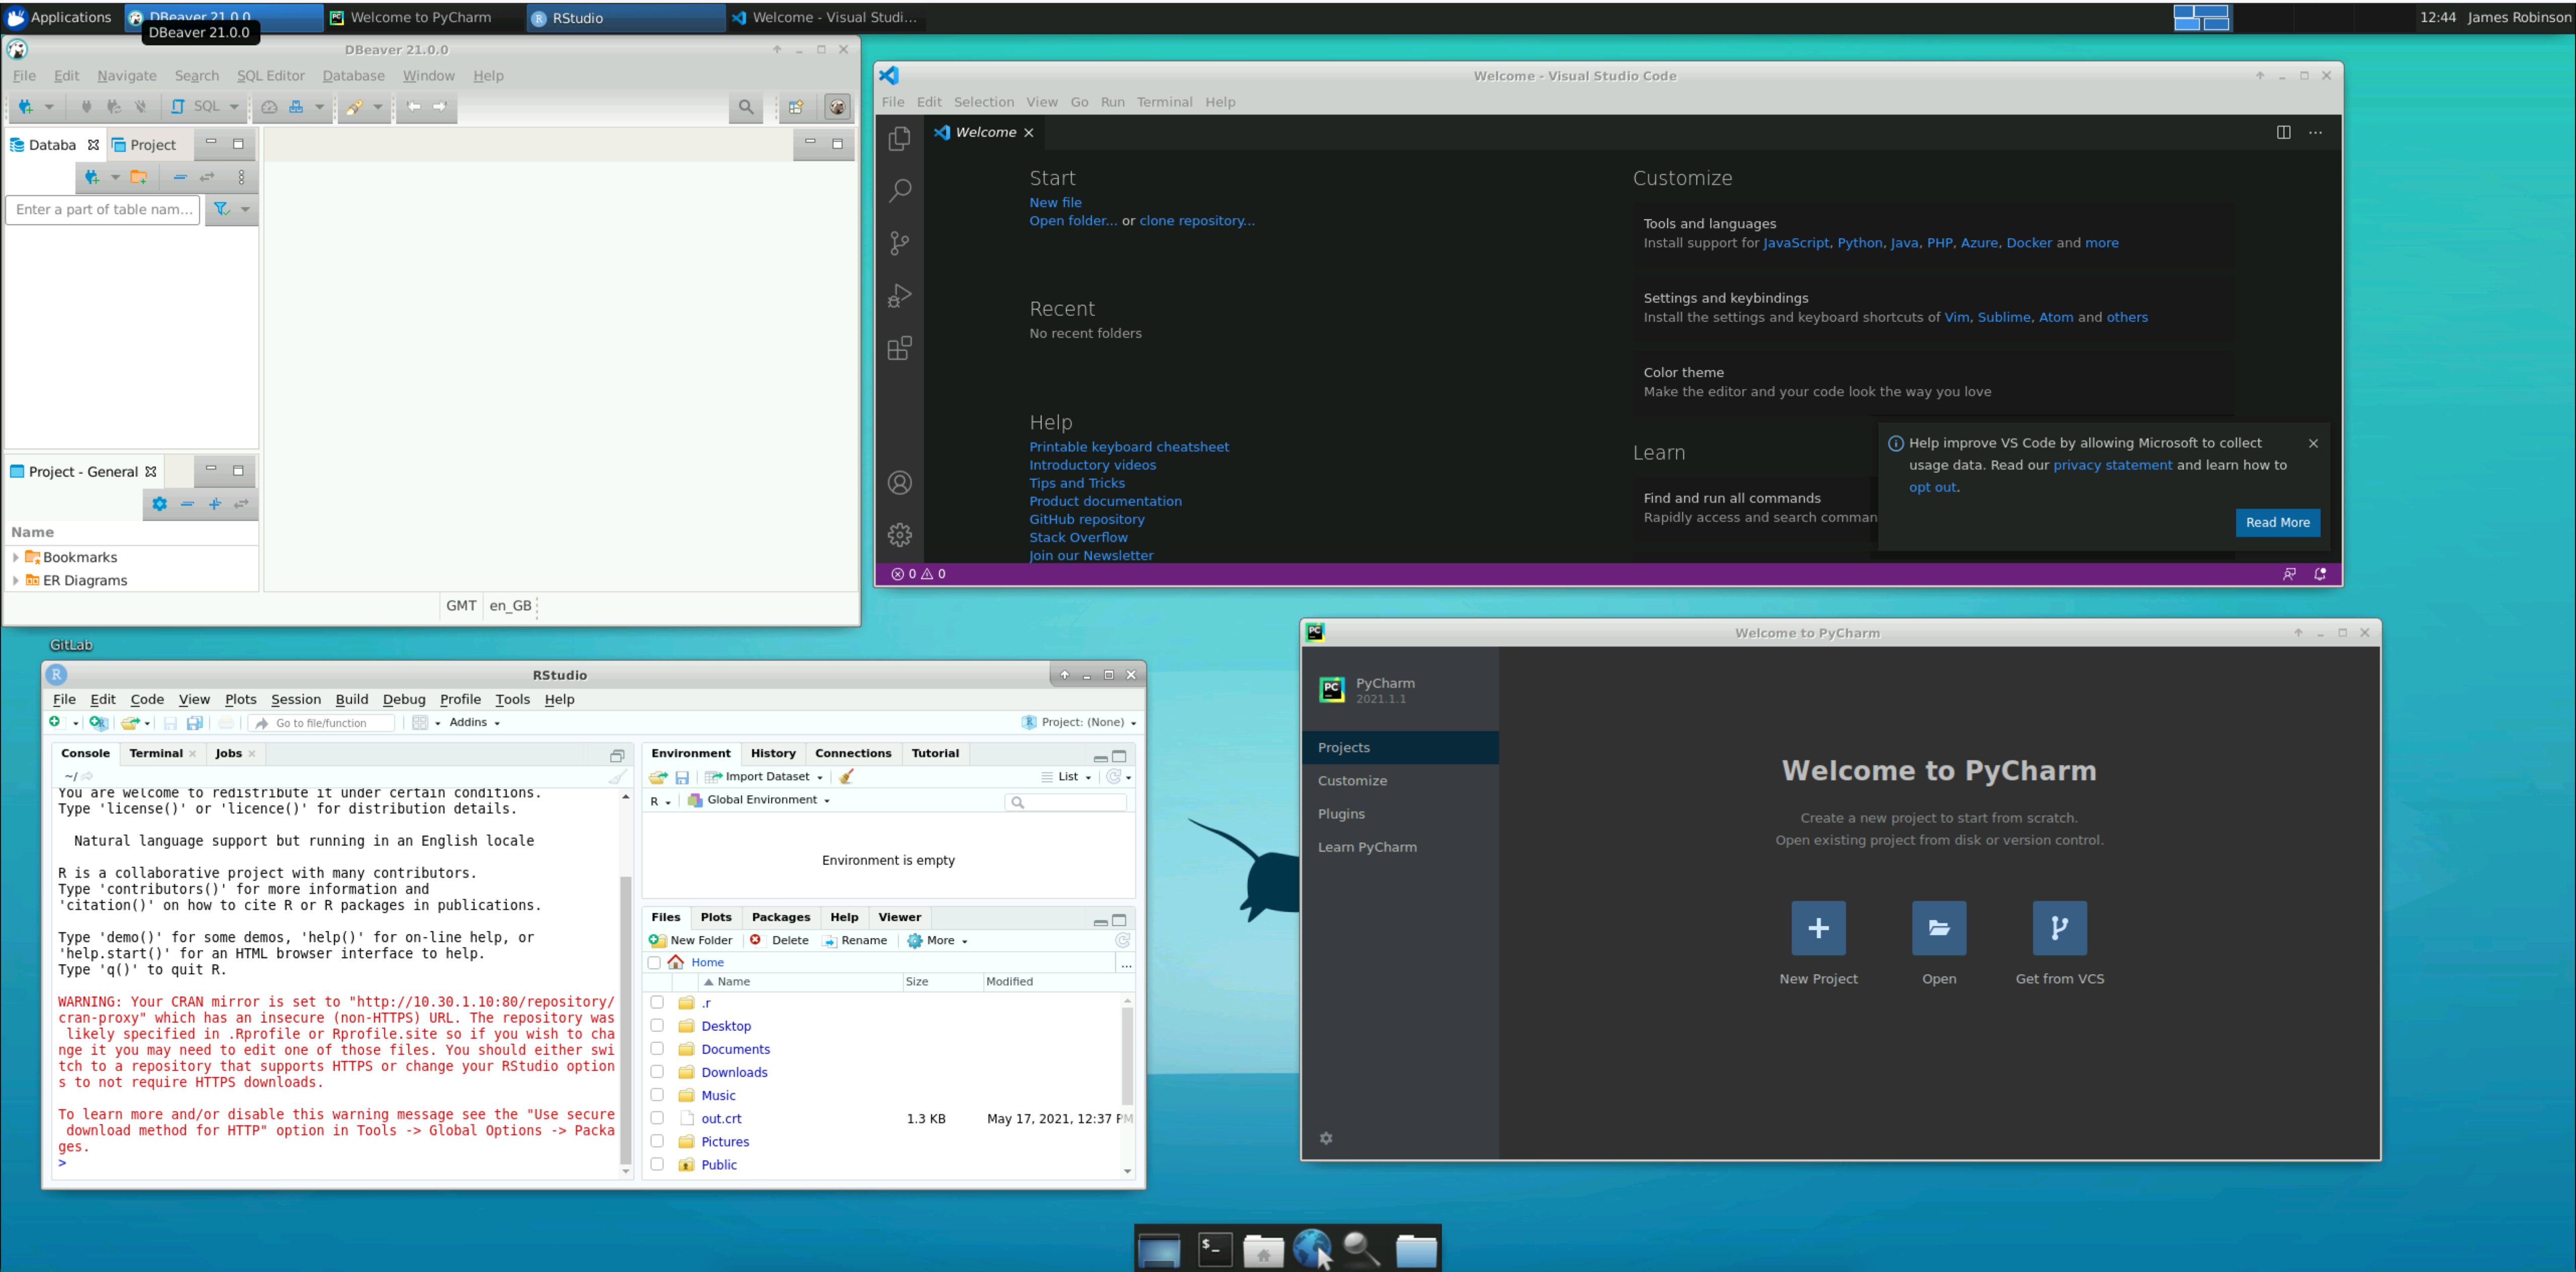 Applications
DBeaver 21.0.0
Welcome to PyCharm
RStudio
Welcome - Visual Studi...
12:44
James Robinson
DBeaver 21.0.0
DBeaver 21.0.0
File Edit Navigate Search SQL Editor Database Window Help
SQL
Databa
Project
Enter a part of table nam...
Project - General
Name
Bookmarks
ER Diagrams
GMT en_GB
Welcome - Visual Studio Code
File Edit Selection View Go Run Terminal Help
Welcome
Start
New file
Open folder... or clone repository...
Recent
No recent folders
Help
Printable keyboard cheatsheet
Introductory videos
Tips and Tricks
Product documentation
GitHub repository
Stack Overflow
Join our Newsletter
Customize
Tools and languages
Install support for JavaScript, Python, Java, PHP, Azure, Docker and more
Settings and keybindings
Install the settings and keyboard shortcuts of Vim, Sublime, Atom and others
Color theme
Make the editor and your code look the way you love
Learn
Find and run all commands
Rapidly access and search comman
Help improve VS Code by allowing Microsoft to collect
usage data. Read our privacy statement and learn how to
opt out.
Read More
0 0
GitLab
RStudio
File Edit Code View Plots Session Build Debug Profile Tools Help
Go to file/function
Addins
Project: (None)
Console Terminal Jobs
~/
You are welcome to redistribute it under certain conditions.
Type 'license()' or 'licence()' for distribution details.
Natural language support but running in an English locale
R is a collaborative project with many contributors.
Type 'contributors()' for more information and
'citation()' on how to cite R or R packages in publications.
Type 'demo()' for some demos, 'help()' for on-line help, or
'help.start()' for an HTML browser interface to help.
Type 'q()' to quit R.
WARNING: Your CRAN mirror is set to "http://10.30.1.10:80/repository/
cran-proxy" which has an insecure (non-HTTPS) URL. The repository was
likely specified in .Rprofile or Rprofile.site so if you wish to cha
nge it you may need to edit one of those files. You should either swi
tch to a repository that supports HTTPS or change your RStudio option
s to not require HTTPS downloads.
To learn more and/or disable this warning message see the "Use secure
download method for HTTP" option in Tools -> Global Options -> Packa
ges.
>
Environment History Connections Tutorial
Import Dataset
List
R
Global Environment
Environment is empty
Files Plots Packages Help Viewer
New Folder Delete Rename More
Home
...
Name Size Modified
.r
Desktop
Documents
Downloads
Music
out.crt 1.3 KB May 17, 2021, 12:37 PM
Pictures
Public
Welcome to PyCharm
PC
PC
PyCharm
2021.1.1
Projects
Customize
Plugins
Learn PyCharm
Welcome to PyCharm
Create a new project to start from scratch.
Open existing project from disk or version control.
New Project
Open
Get from VCS
$_